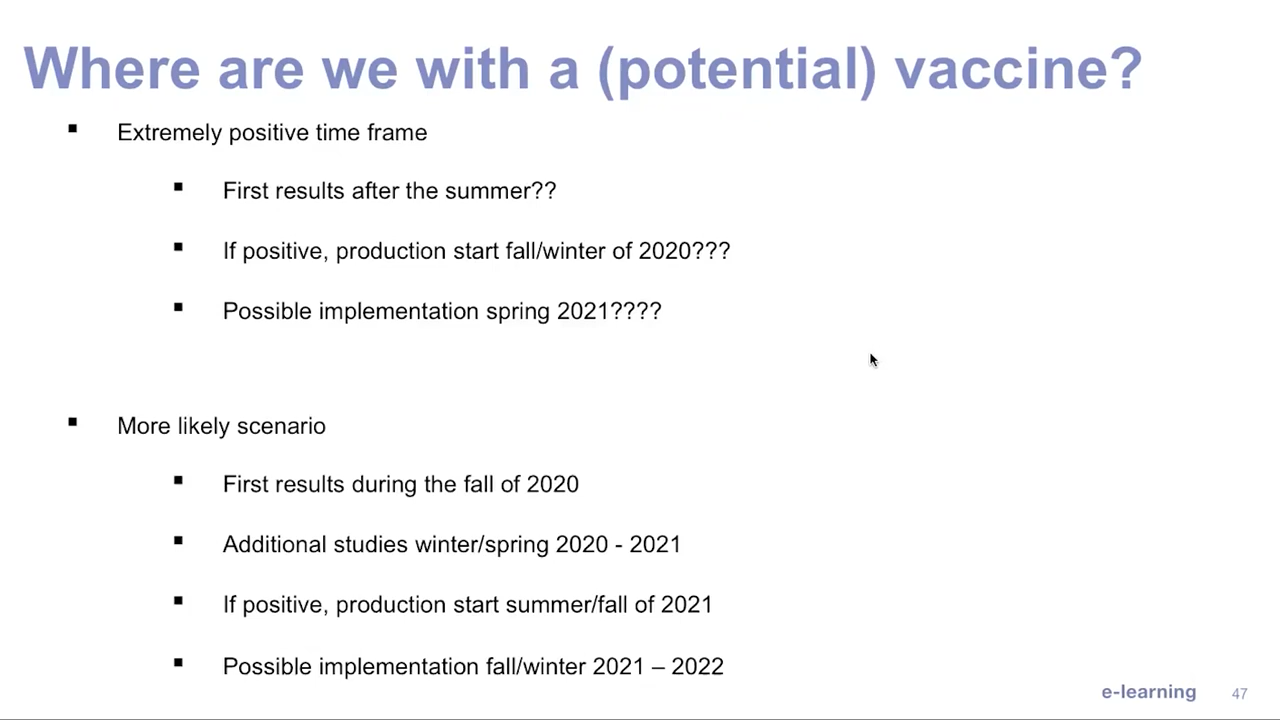 Where are we with a (potential) vaccine?
▪ Extremely positive time frame
▪ First results after the summer??
▪ If positive, production start fall/winter of 2020???
▪ Possible implementation spring 2021????
▪ More likely scenario
▪ First results during the fall of 2020
▪ Additional studies winter/spring 2020 - 2021
▪ If positive, production start summer/fall of 2021
▪ Possible implementation fall/winter 2021 – 2022
e-learning 47